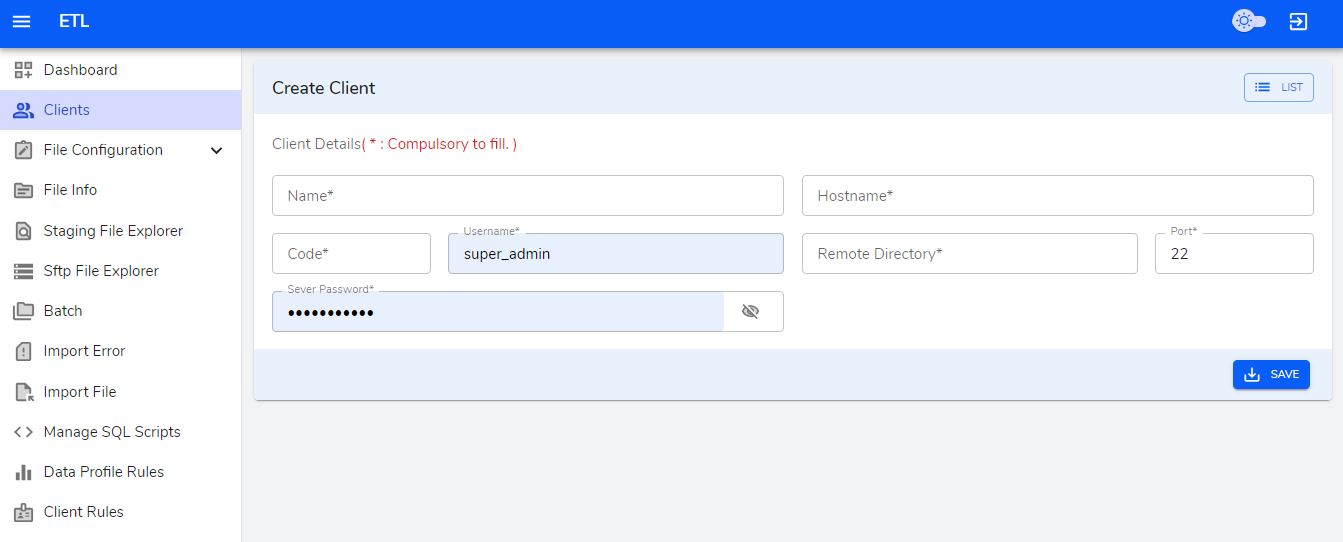 ETL
Dashboard
Clients
File Configuration
File Info
Staging File Explorer
Sftp File Explorer
Batch
Import Error
Import File
Manage SQL Scripts
Data Profile Rules
Client Rules
Create Client
LIST
Client Details( * : Compulsory to fill. )
Name*
Hostname*
Code*
Username*
super_admin
Remote Directory*
Port*
22
Sever Password*
•••••••••••
SAVE